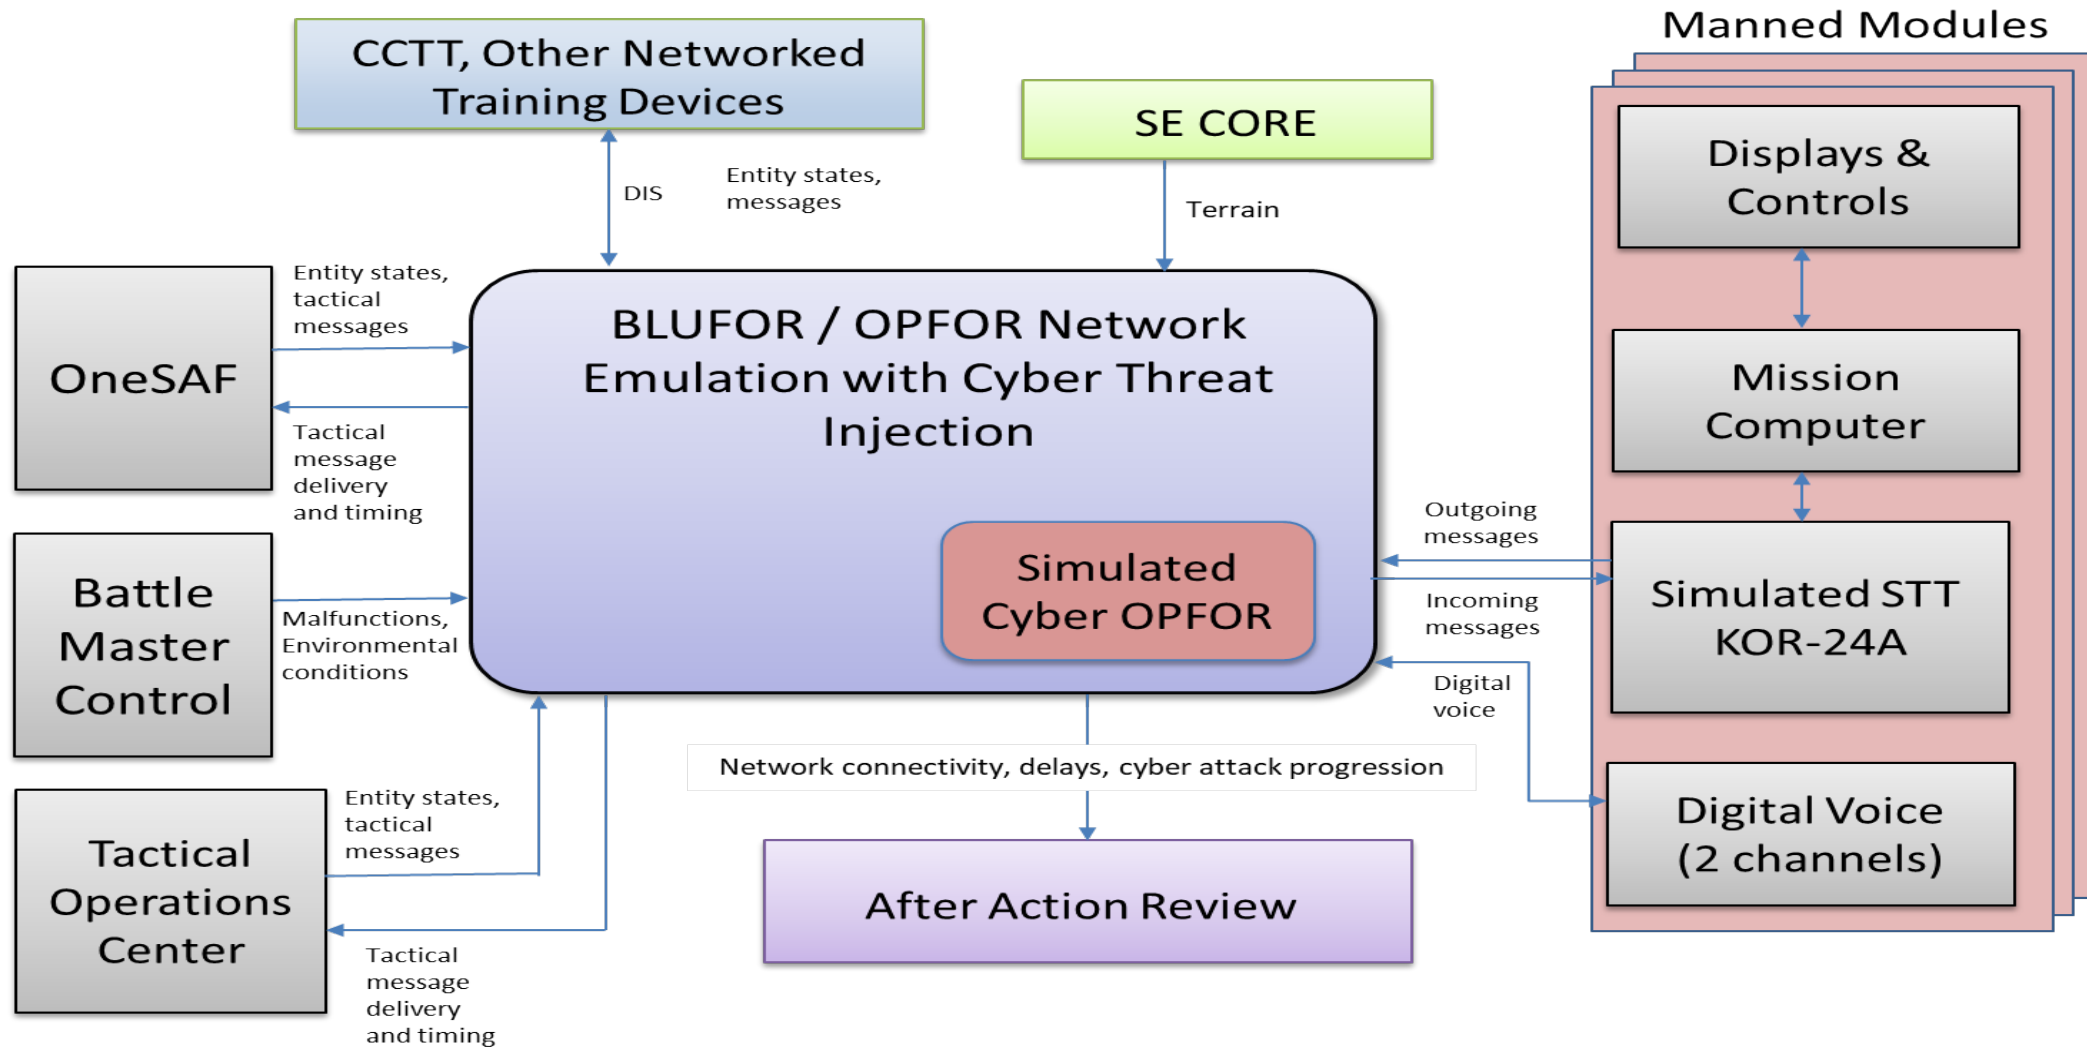 Manned Modules
CCTT, Other Networked
Training Devices
SE CORE
Displays &
Controls
DIS
Entity states,
messages
Terrain
OneSAF
Entity states,
tactical
messages
Tactical
message
delivery
and timing
BLUFOR / OPFOR Network
Emulation with Cyber Threat
Injection
Mission
Computer
Simulated
Cyber OPFOR
Outgoing
messages
Incoming
messages
Simulated STT
KOR-24A
Battle
Master
Control
Malfunctions,
Environmental
conditions
Digital
voice
Digital Voice
(2 channels)
Network connectivity, delays, cyber attack progression
Tactical
Operations
Center
Entity states,
tactical
messages
Tactical
message
delivery
and timing
After Action Review